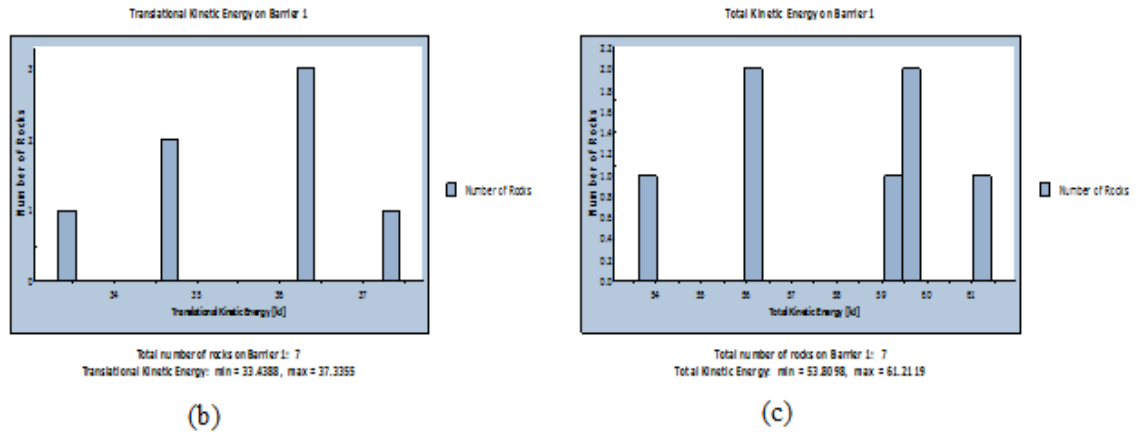 Translational Kinetic Energy on Barrier 1
Number of Rocks
3
2
1
0
34
35
36
37
Translational Kinetic Energy [kJ]
Number of Rocks
Total number of rocks on Barrier 1: 7
Translational Kinetic Energy: min = 33.4388, max = 37.3355
(b)
Total Kinetic Energy on Barrier 1
Number of Rocks
2.2
2.0
1.8
1.6
1.4
1.2
1.0
0.8
0.6
0.4
0.2
0.0
54
55
56
57
58
59
60
61
Total Kinetic Energy [kJ]
Number of Rocks
Total number of rocks on Barrier 1: 7
Total Kinetic Energy: min = 53.8098, max = 61.2119
(c)